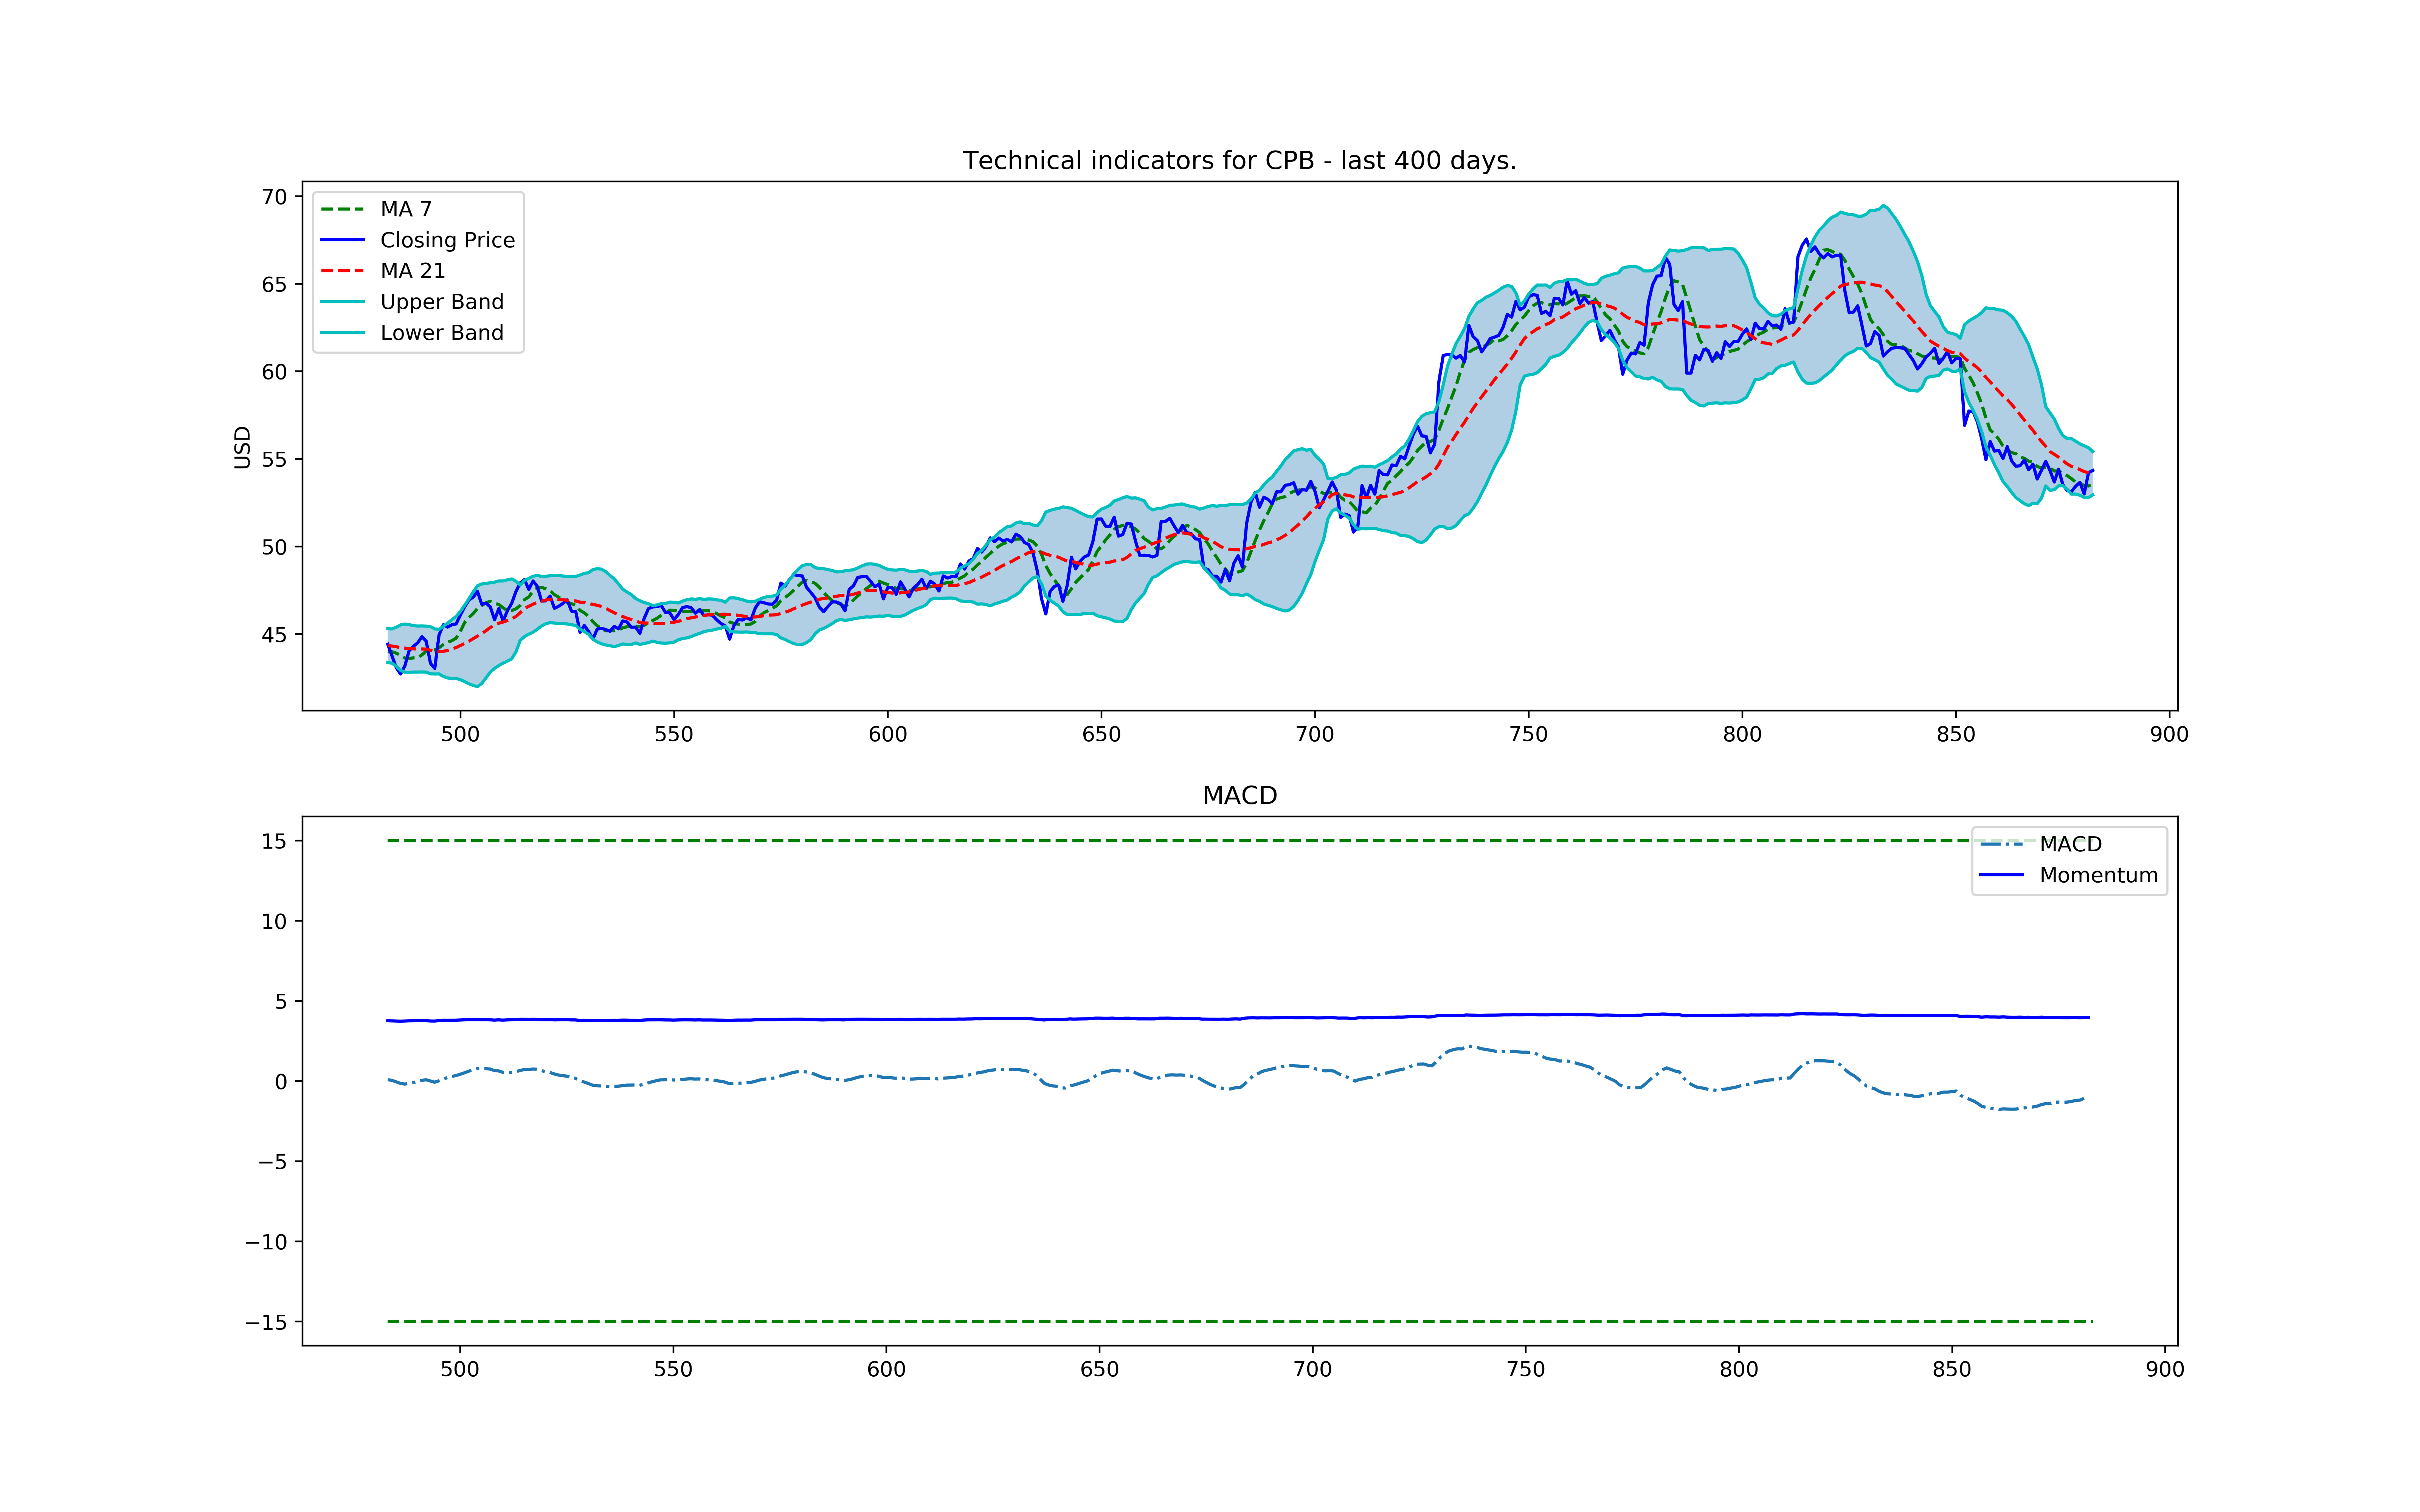 Technical indicators for CPB - last 400 days.
70
65
60
55
50
45
USD
MA 7
Closing Price
MA 21
Upper Band
Lower Band
500 550 600 650 700 750 800 850 900
MACD
15
10
5
0
−5
−10
−15
MACD
Momentum
500 550 600 650 700 750 800 850 900